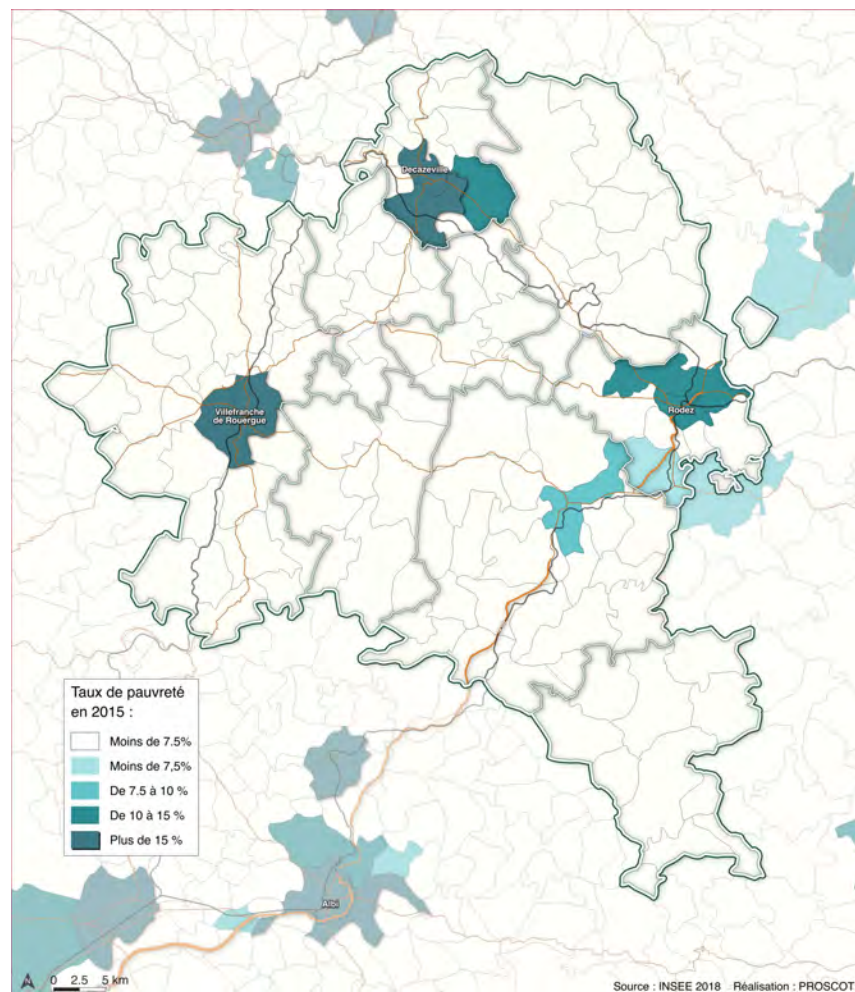 Decazeville
Villefranche
de Rouergue
Rodez
Taux de pauvreté
en 2015 :
Moins de 7.5%
Moins de 7,5%
De 7.5 à 10 %
De 10 à 15 %
Plus de 15 %
Albi
0 2.5 5 km
Source : INSEE 2018 Réalisation : PROSCOT